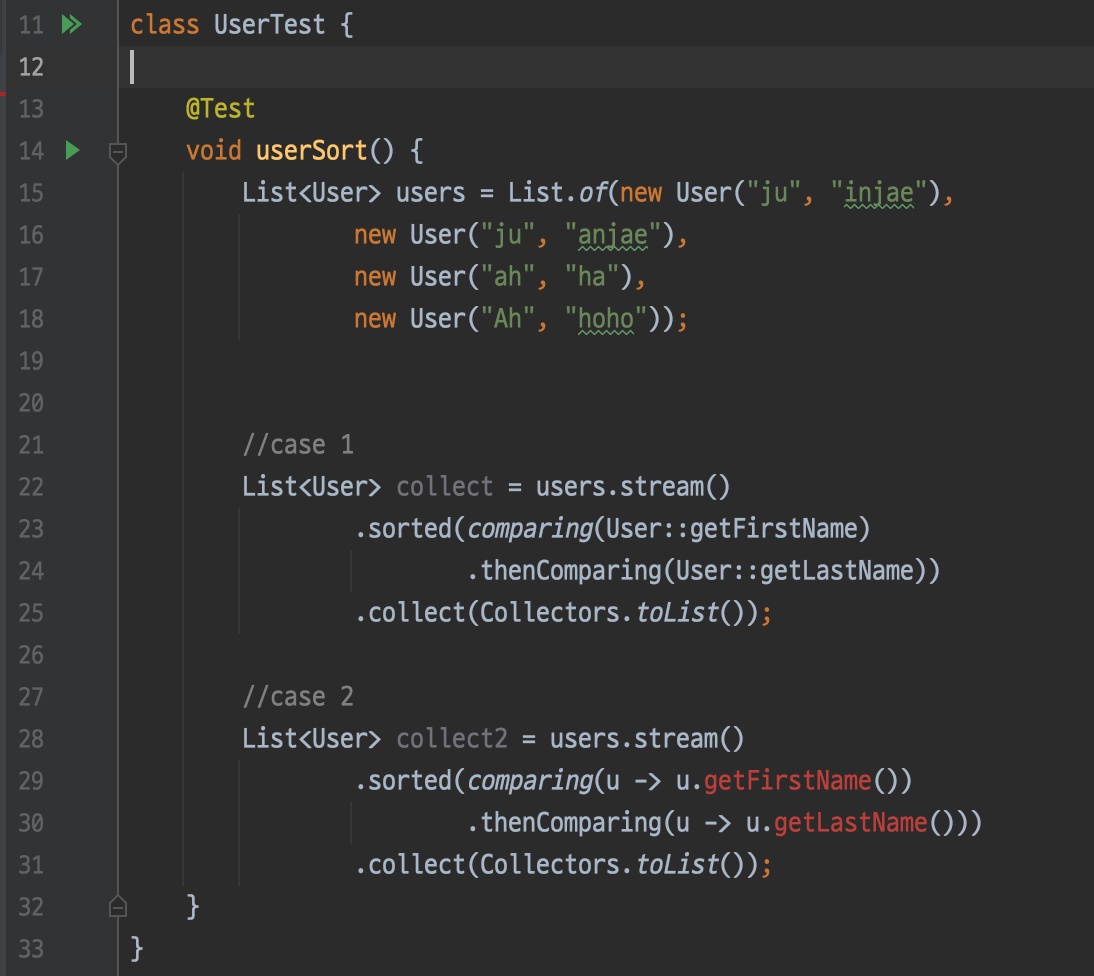 11 class UserTest {
12
13     @Test
14     void userSort() {
15         List<User> users = List.of(new User("ju", "injae"),
16                 new User("ju", "anjae"),
17                 new User("ah", "ha"),
18                 new User("Ah", "hoho"));
19
20
21         //case 1
22         List<User> collect = users.stream()
23                 .sorted(comparing(User::getFirstName)
24                         .thenComparing(User::getLastName))
25                 .collect(Collectors.toList());
26
27         //case 2
28         List<User> collect2 = users.stream()
29                 .sorted(comparing(u -> u.getFirstName())
30                         .thenComparing(u -> u.getLastName()))
31                 .collect(Collectors.toList());
32     }
33 }